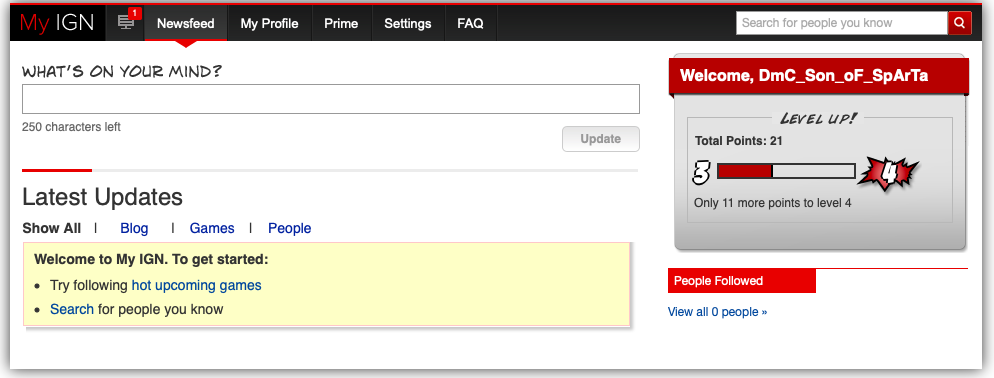 My IGN 1 Newsfeed My Profile Prime Settings FAQ Search for people you know
WHAT'S ON YOUR MIND?
250 characters left
Update
Latest Updates
Show All | Blog | Games | People
Welcome to My IGN. To get started:
• Try following hot upcoming games
• Search for people you know
Welcome, DmC_Son_oF_SpArTa
LEVEL UP!
Total Points: 21
3 4
Only 11 more points to level 4
People Followed
View all 0 people »